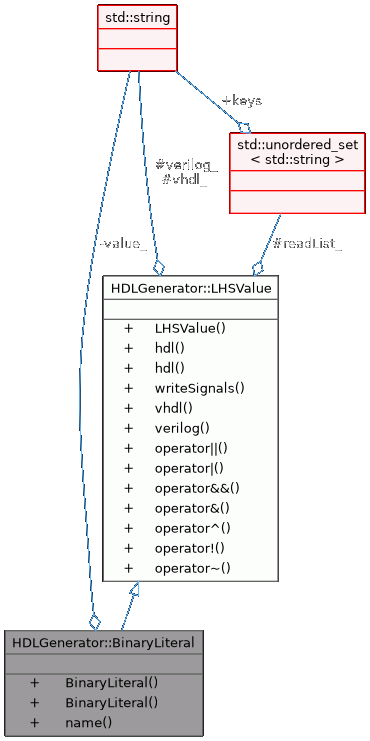 std::string
+keys
std::unordered_set
< std::string >
#verilog_
#vhdl_
-value_
#readList_
HDLGenerator::LHSValue
+ LHSValue()
+ hdl()
+ hdl()
+ writeSignals()
+ vhdl()
+ verilog()
+ operator||()
+ operator|()
+ operator&&()
+ operator&()
+ operator^()
+ operator!()
+ operator~()
HDLGenerator::BinaryLiteral
+ BinaryLiteral()
+ BinaryLiteral()
+ name()